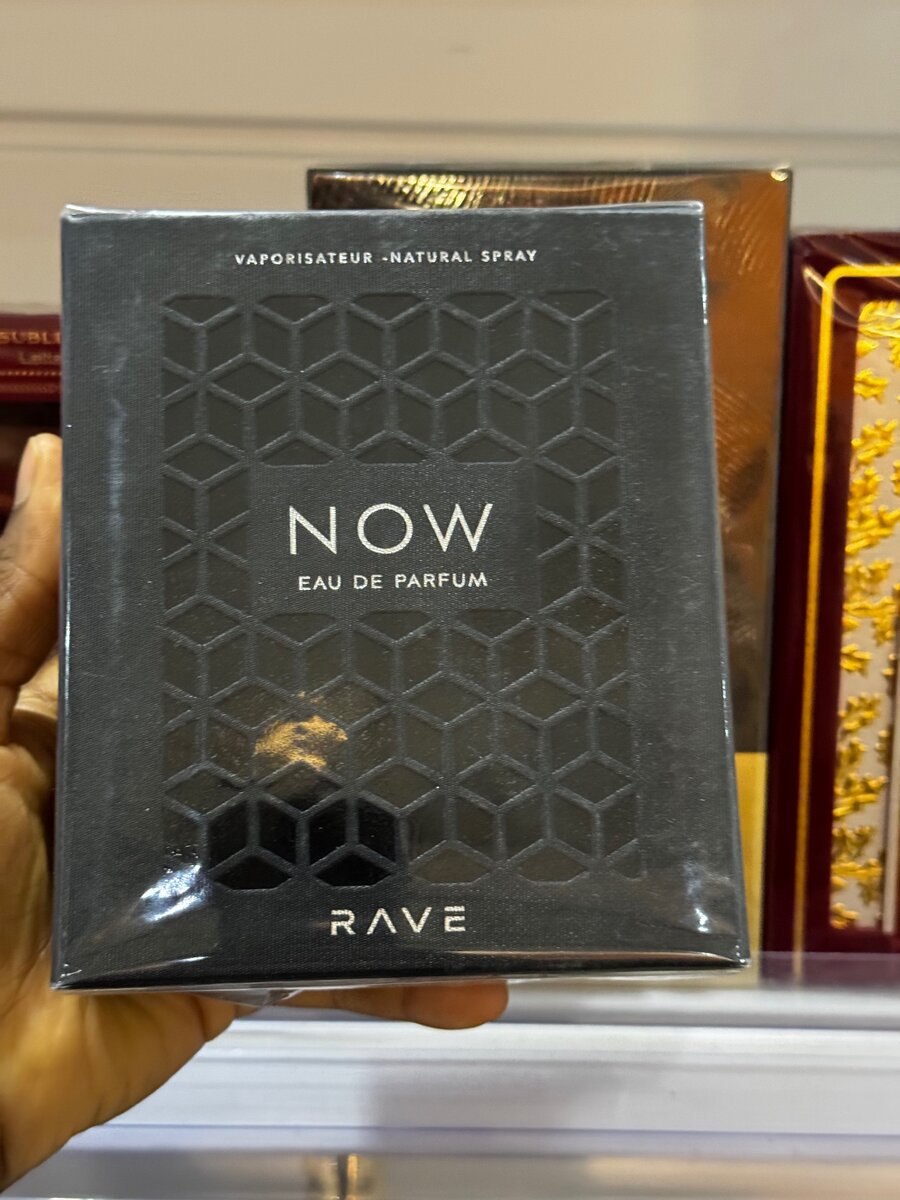 VAPORISATEUR -NATURAL SPRAY
NOW
EAU DE PARFUM
RAVE